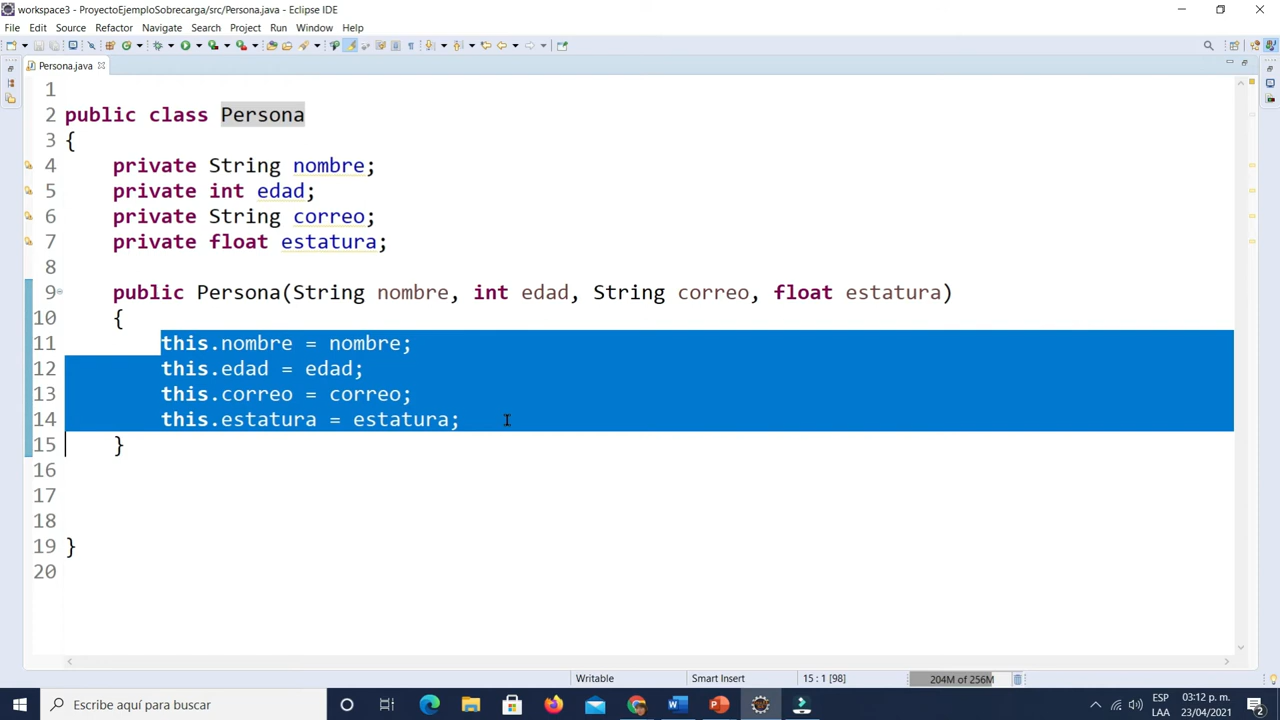 workspace3 - ProyectoEjemploSobrecarga/src/Persona.java - Eclipse IDE
File Edit Source Refactor Navigate Search Project Run Window Help
Persona.java
1
2 public class Persona
3 {
4 private String nombre;
5 private int edad;
6 private String correo;
7 private float estatura;
8
9 public Persona(String nombre, int edad, String correo, float estatura)
10 {
11 this.nombre = nombre;
12 this.edad = edad;
13 this.correo = correo;
14 this.estatura = estatura;
15 }
16
17
18
19 }
20
Writable Smart Insert 15 : 1 [98] 204M of 256M
Escribe aquí para buscar
ESP 03:12 p. m.
LAA 23/04/2021
2